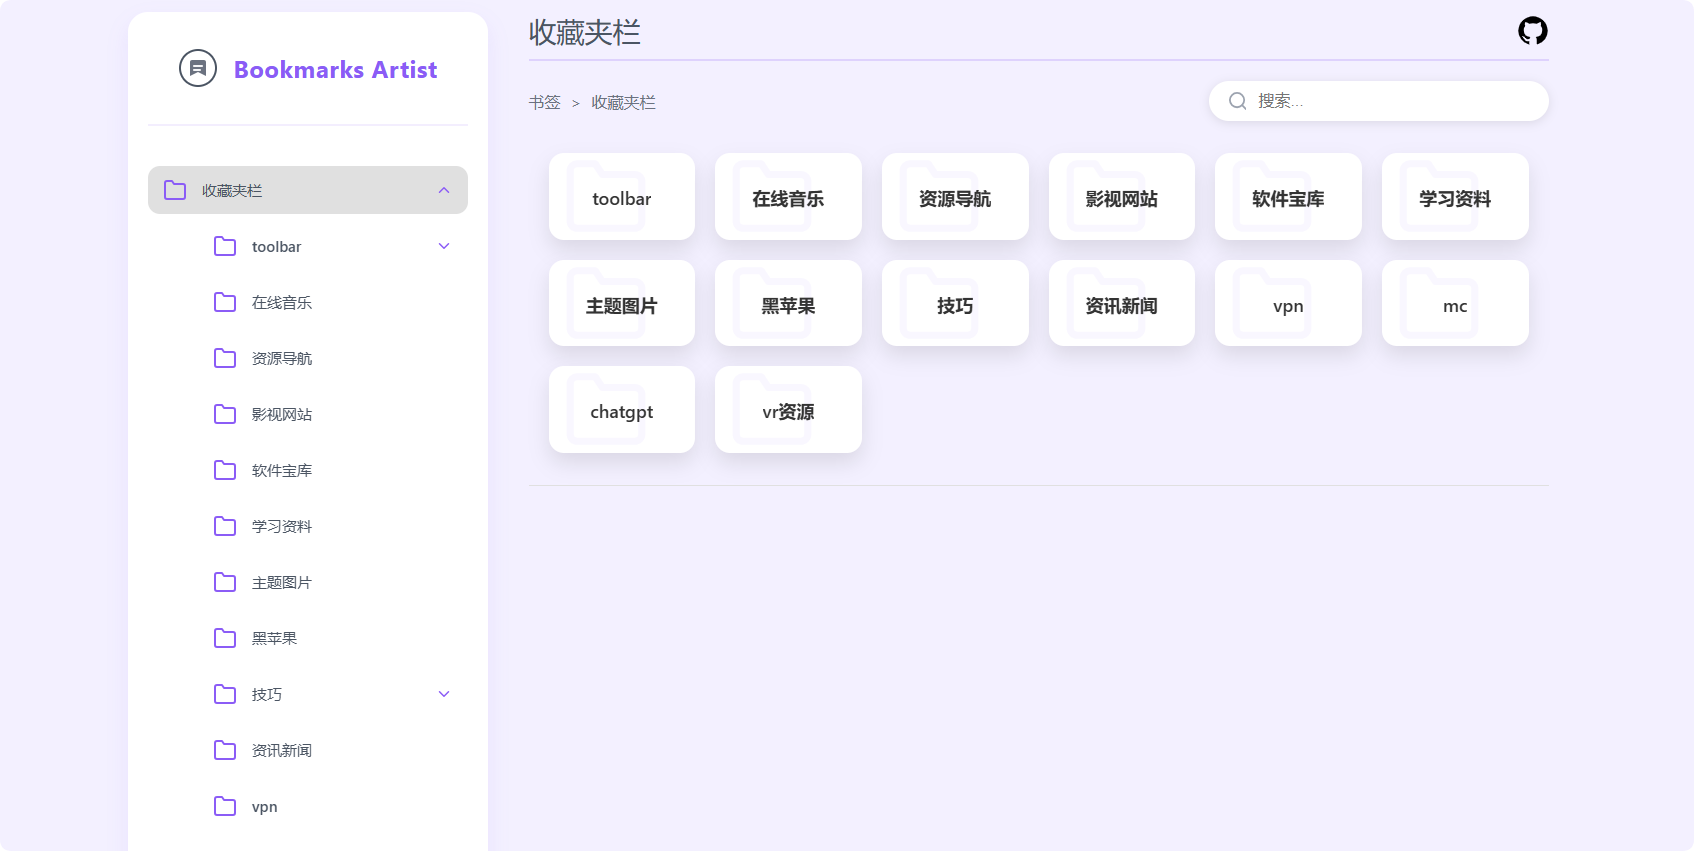 Bookmarks Artist
收藏夹栏
toolbar
在线音乐
资源导航
影视网站
软件宝库
学习资料
主题图片
黑苹果
技巧
资讯新闻
vpn
收藏夹栏
书签 > 收藏夹栏
搜索...
toolbar
在线音乐
资源导航
影视网站
软件宝库
学习资料
主题图片
黑苹果
技巧
资讯新闻
vpn
mc
chatgpt
vr资源